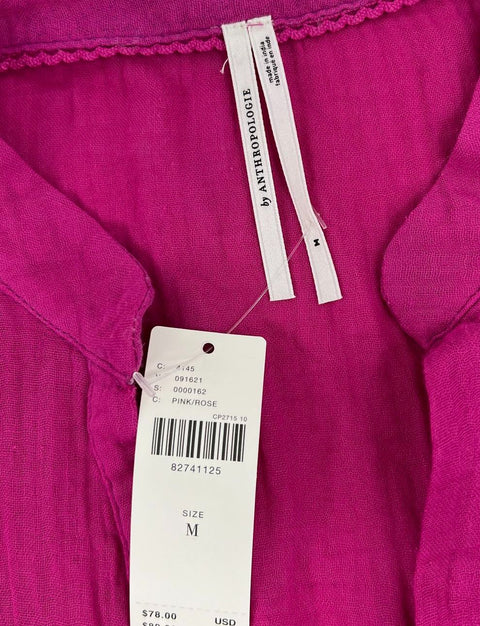 by ANTHROPOLOGIE
made in india
fabriqué en inde
M
C:
V: 091621
S: 0000162
C: PINK/ROSE
CP2715 10
82741125
SIZE
M
$78.00 USD